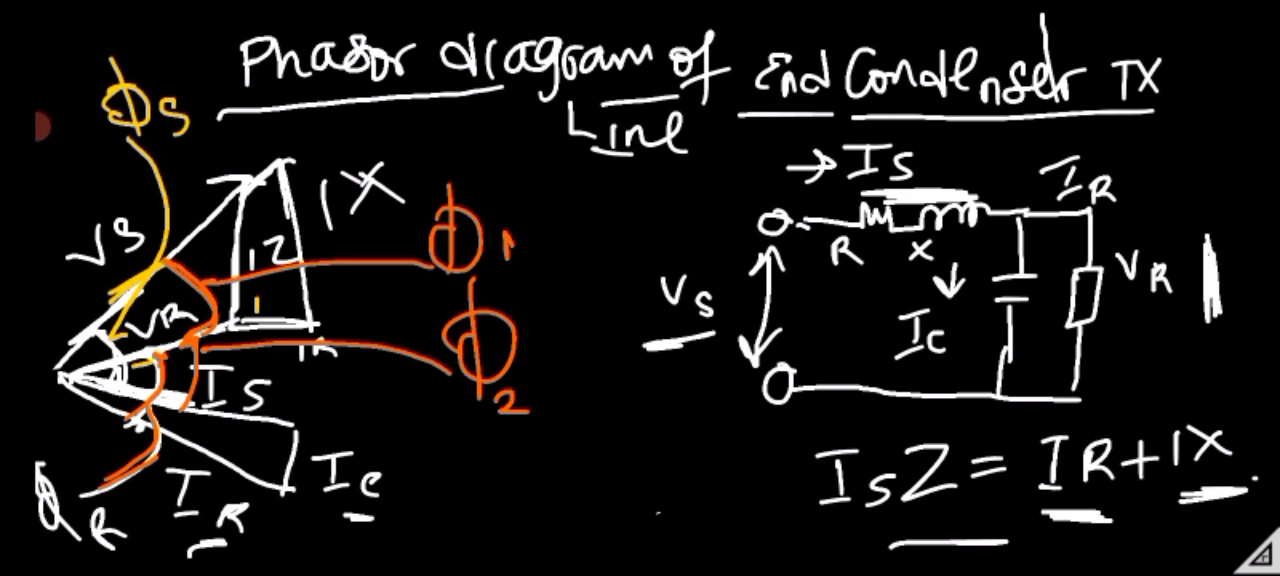 Phasor diagram of End Condenser TX
Line
ϕS
VS
IX
IZ
ϕ1
VR
IR
IS
ϕ2
IC
IR
ϕR
→ IS
IR
R
X
VS
IC
VR
ISZ = IR + IX